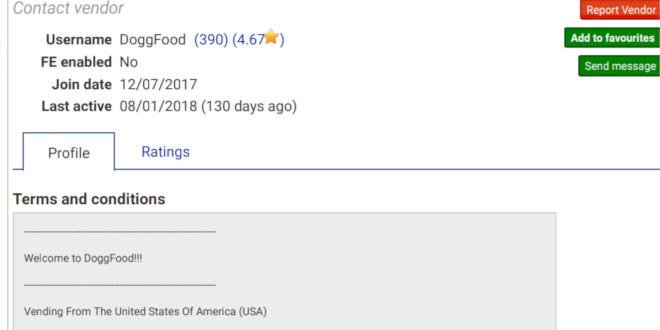 Contact vendor
Report Vendor
Username DoggFood (390) (4.67)
Add to favourites
FE enabled No
Send message
Join date 12/07/2017
Last active 08/01/2018 (130 days ago)
Profile Ratings
Terms and conditions
Welcome to DoggFood!!!
Vending From The United States Of America (USA)